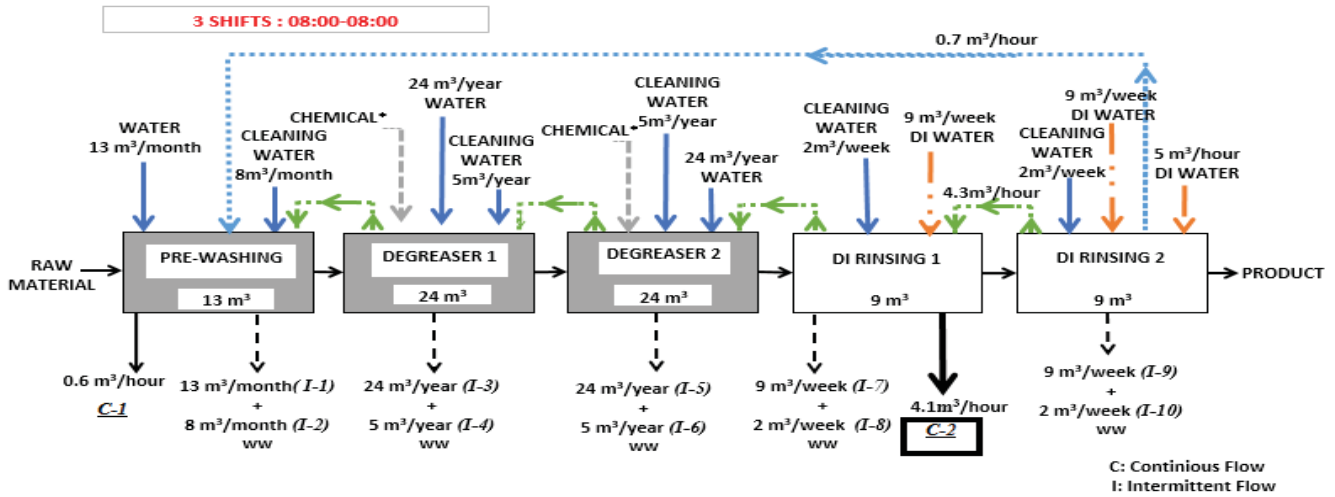 3 SHIFTS : 08:00-08:00
0.7 m³/hour
WATER
13 m³/month
CLEANING
WATER
8m³/month
CHEMICAL⁺
24 m³/year
WATER
CLEANING
WATER
5m³/year
CHEMICAL⁺
CLEANING
WATER
5m³/year
24 m³/year
WATER
CLEANING
WATER
2m³/week
9 m³/week
DI WATER
4.3m³/hour
CLEANING
WATER
2m³/week
9 m³/week
DI WATER
5 m³/hour
DI WATER
RAW
MATERIAL
PRE-WASHING
13 m³
DEGREASER 1
24 m³
DEGREASER 2
24 m³
DI RINSING 1
9 m³
DI RINSING 2
9 m³
PRODUCT
0.6 m³/hour
C-1
13 m³/month( I-1)
+
8 m³/month (I-2)
ww
24 m³/year (I-3)
+
5 m³/year (I-4)
ww
24 m³/year (I-5)
+
5 m³/year (I-6)
ww
9 m³/week (I-7)
+
2 m³/week (I-8)
ww
4.1m³/hour
C-2
9 m³/week (I-9)
+
2 m³/week (I-10)
ww
C: Continious Flow
I: Intermittent Flow